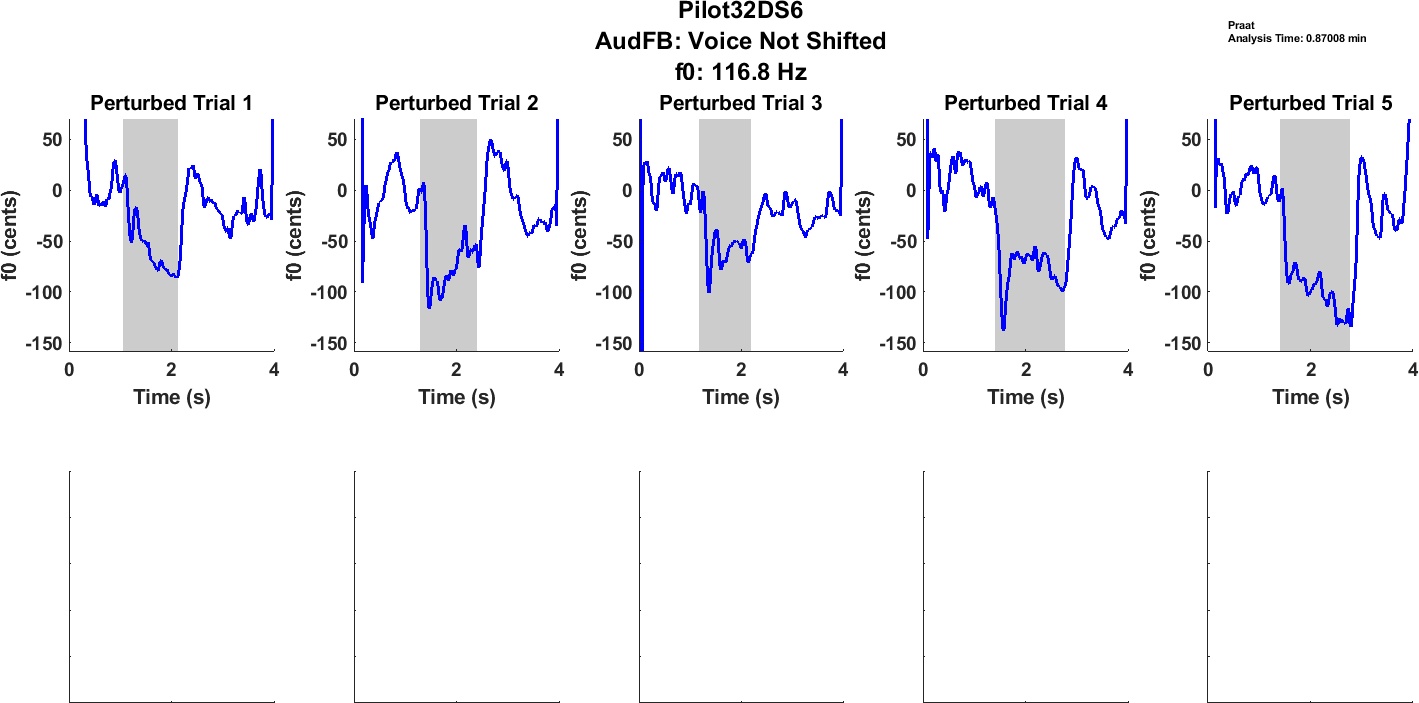 Pilot32DS6
AudFB: Voice Not Shifted
f0: 116.8 Hz
Praat
Analysis Time: 0.87008 min
Perturbed Trial 1
50
0
-50
-100
-150
f0 (cents)
0 2 4
Time (s)
Perturbed Trial 2
50
0
-50
-100
-150
f0 (cents)
0 2 4
Time (s)
Perturbed Trial 3
50
0
-50
-100
-150
f0 (cents)
0 2 4
Time (s)
Perturbed Trial 4
50
0
-50
-100
-150
f0 (cents)
0 2 4
Time (s)
Perturbed Trial 5
50
0
-50
-100
-150
f0 (cents)
0 2 4
Time (s)